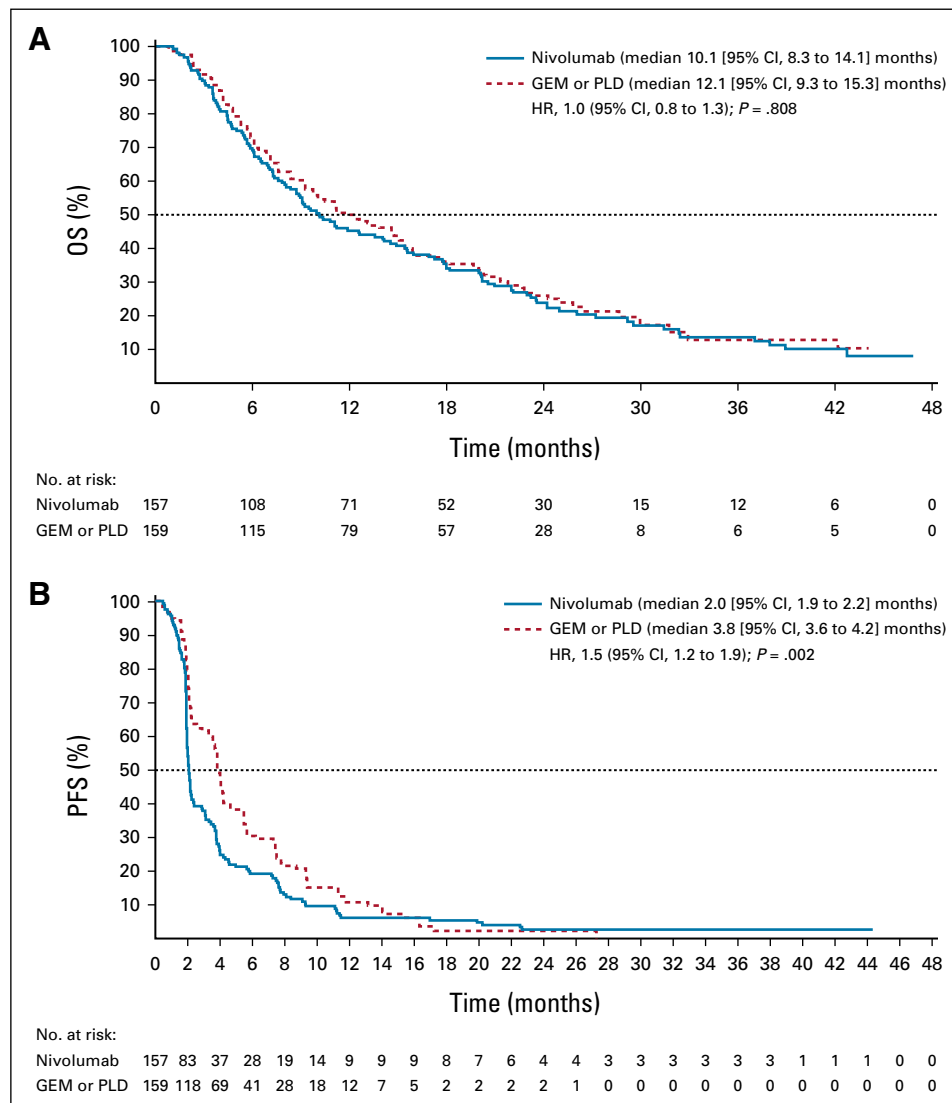 A
100
90
80
70
60
50
40
30
20
10
OS (%)
Nivolumab (median 10.1 [95% CI, 8.3 to 14.1] months)
GEM or PLD (median 12.1 [95% CI, 9.3 to 15.3] months)
HR, 1.0 (95% CI, 0.8 to 1.3); P = .808
0 6 12 18 24 30 36 42 48
Time (months)
No. at risk:
Nivolumab 157 108 71 52 30 15 12 6 0
GEM or PLD 159 115 79 57 28 8 6 5 0
B
100
90
80
70
60
50
40
30
20
10
PFS (%)
Nivolumab (median 2.0 [95% CI, 1.9 to 2.2] months)
GEM or PLD (median 3.8 [95% CI, 3.6 to 4.2] months)
HR, 1.5 (95% CI, 1.2 to 1.9); P = .002
0 2 4 6 8 10 12 14 16 18 20 22 24 26 28 30 32 34 36 38 40 42 44 46 48
Time (months)
No. at risk:
Nivolumab 157 83 37 28 19 14 9 9 9 8 7 6 4 4 3 3 3 3 3 3 1 1 1 0 0
GEM or PLD 159 118 69 41 28 18 12 7 5 2 2 2 2 1 0 0 0 0 0 0 0 0 0 0 0